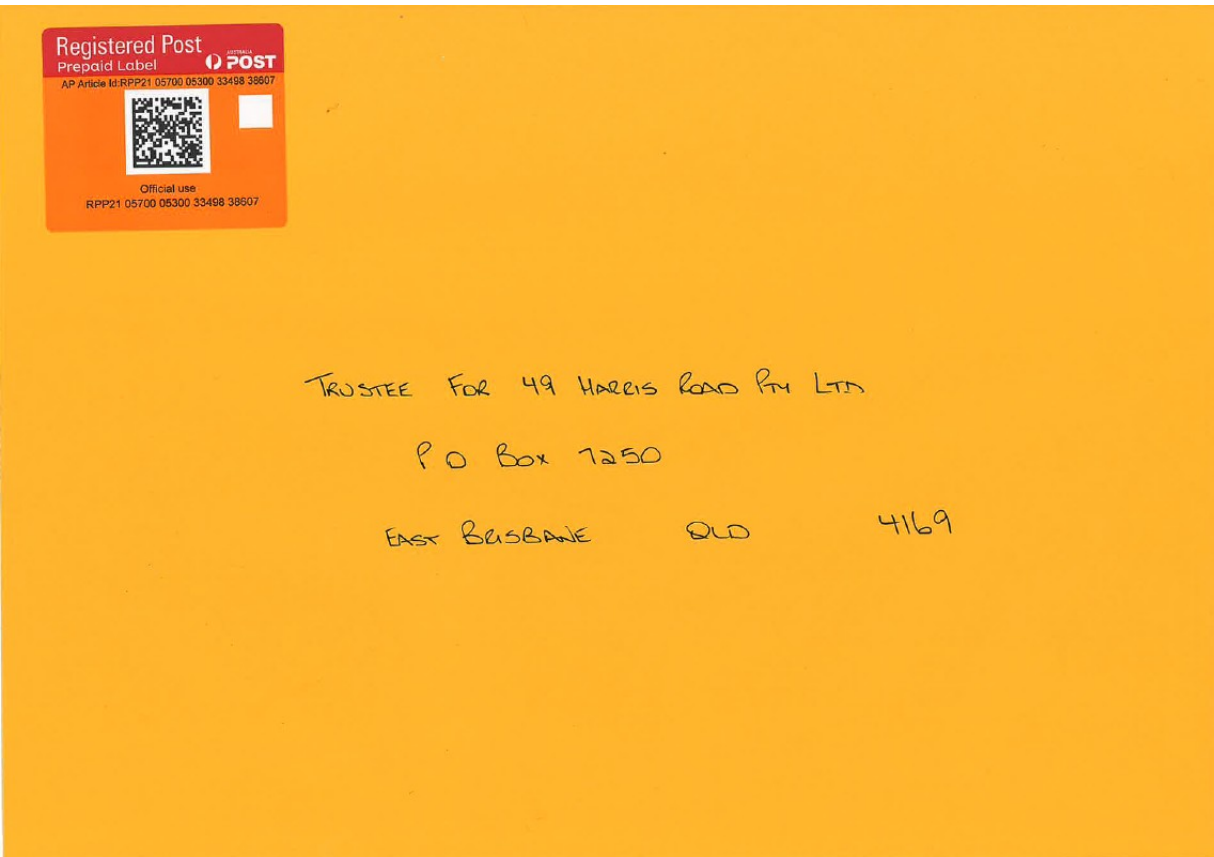 Registered Post
Prepaid Label
AUSTRALIA
POST
AP Article Id:RPP21 05700 05300 33498 38607
Official use
RPP21 05700 05300 33498 38607
TRUSTEE FOR 49 HARRIS ROAD PTY LTD
P O BOX 7250
EAST BRISBANE QLD 4169